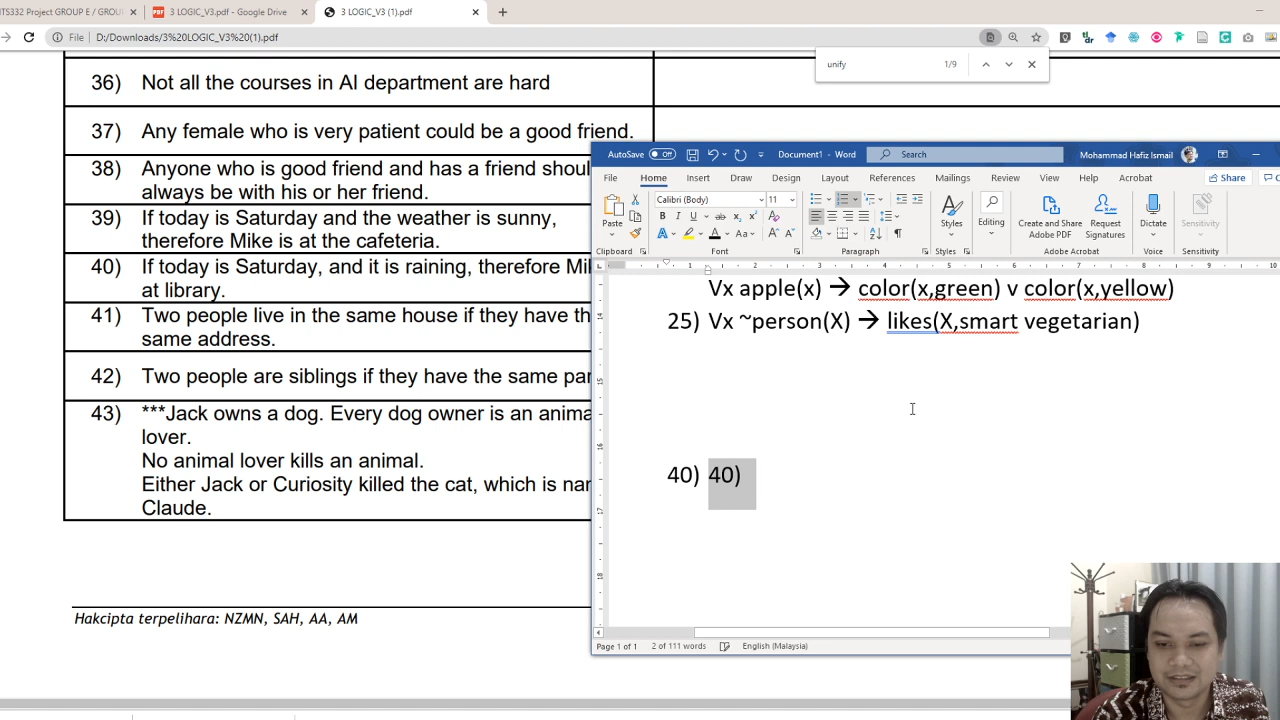 ITS332 Project GROUP E / GROUP
3 LOGIC_V3.pdf - Google Drive
3 LOGIC_V3 (1).pdf
File
D:/Downloads/3%20LOGIC_V3%20(1).pdf
unify
1/9
36) Not all the courses in AI department are hard
37) Any female who is very patient could be a good friend.
38) Anyone who is good friend and has a friend shoul
always be with his or her friend.
39) If today is Saturday and the weather is sunny,
therefore Mike is at the cafeteria.
40) If today is Saturday, and it is raining, therefore Mi
at library.
41) Two people live in the same house if they have th
same address.
42) Two people are siblings if they have the same par
43) ***Jack owns a dog. Every dog owner is an anima
lover.
No animal lover kills an animal.
Either Jack or Curiosity killed the cat, which is nam
Claude.
Hakcipta terpelihara: NZMN, SAH, AA, AM
AutoSave Off
Document1 - Word
Search
Mohammad Hafiz Ismail
File Home Insert Draw Design Layout References Mailings Review View Help Acrobat
Share
Paste
Calibri (Body)
11
Styles
Editing
Create and Share
Adobe PDF
Request
Signatures
Dictate
Sensitivity
Clipboard
Font
Paragraph
Styles
Adobe Acrobat
Voice
Sensitivity
Vx apple(x) → color(x,green) v color(x,yellow)
25) Vx ~person(X) → likes(X,smart vegetarian)
40) 40)
Page 1 of 1
2 of 111 words
English (Malaysia)